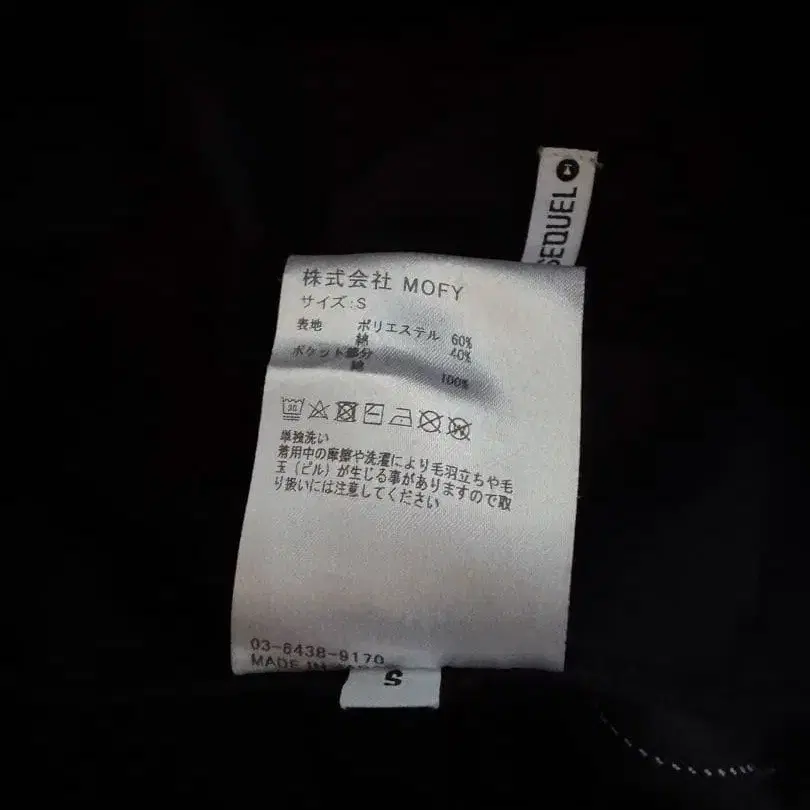 SEQUEL
株式会社 MOFY
サイズ:S
表地 ポリエステル 60%
綿 40%
ポケット部分
綿 100%
30
W
単独洗い
着用中の摩擦や洗濯により毛羽立ちや毛
玉(ピル)が生じる事がありますので取
り扱いには注意してください
03-6438-9170
MADE IN
S